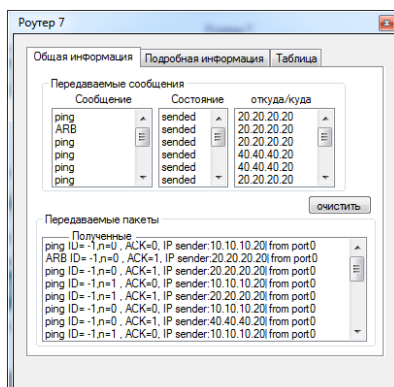 Роутер 7
Общая информация Подробная информация Таблица
Передаваемые сообщения
Сообщение Состояние откуда/куда
ping sended 20.20.20.20
ARB sended 20.20.20.20
ping sended 20.20.20.20
ping sended 40.40.40.40
ping sended 40.40.40.40
ping sended 20.20.20.20
очистить
Передаваемые пакеты
Полученные
ping ID= -1,n=0 , ACK=0, IP sender:10.10.10.20| from port0
ARB ID= -1,n=0 , ACK=1, IP sender:20.20.20.20| from port0
ping ID= -1,n=0 , ACK=1, IP sender:20.20.20.20| from port0
ping ID= -1,n=1 , ACK=0, IP sender:10.10.10.20| from port0
ping ID= -1,n=1 , ACK=1, IP sender:20.20.20.20| from port0
ping ID= -1,n=0 , ACK=0, IP sender:10.10.10.20| from port0
ping ID= -1,n=0 , ACK=1, IP sender:40.40.40.20| from port0
ping ID= -1,n=1 , ACK=0, IP sender:10.10.10.20| from port0